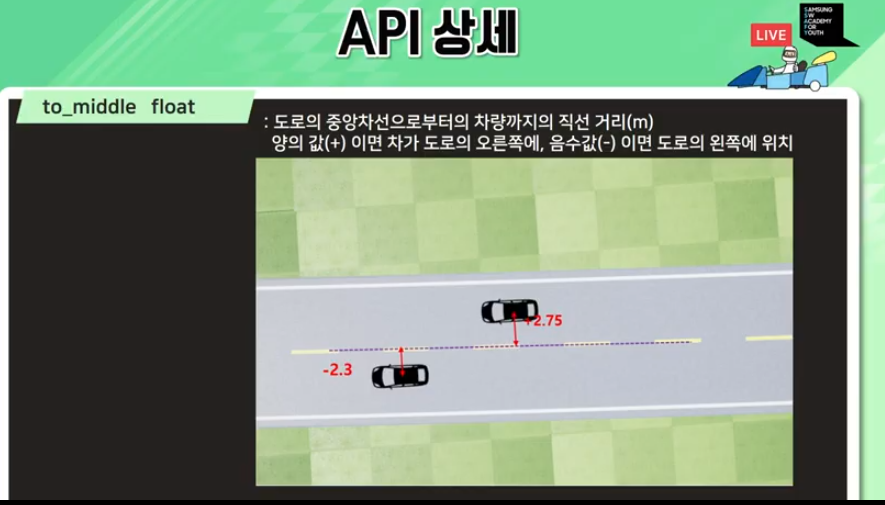 API 상세
LIVE
SAMSUNG
SW
ACADEMY
FOR
YOUTH
to_middle float
: 도로의 중앙차선으로부터의 차량까지의 직선 거리(m)
양의 값(+) 이면 차가 도로의 오른쪽에, 음수값(-) 이면 도로의 왼쪽에 위치
+2.75
-2.3